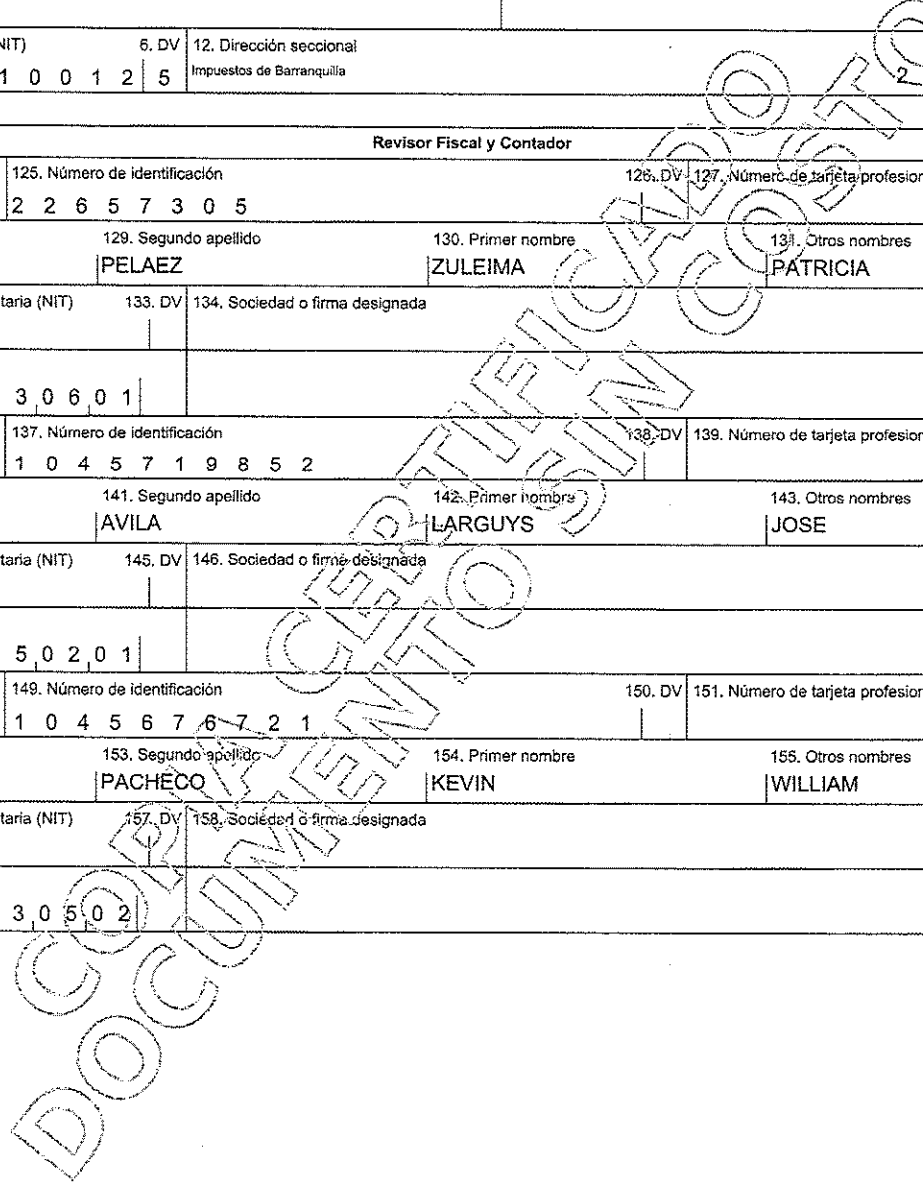 NIT) 6. DV 12. Dirección seccional
1 0 0 1 2 5 Impuestos de Barranquilla 2
Revisor Fiscal y Contador
125. Número de identificación 126. DV 127. Número de tarjeta profesion
2 2 6 5 7 3 0 5
129. Segundo apellido 130. Primer nombre 131. Otros nombres
PELAEZ ZULEIMA PATRICIA
taria (NIT) 133. DV 134. Sociedad o firma designada
3 0 6 0 1
137. Número de identificación 138. DV 139. Número de tarjeta profesion
1 0 4 5 7 1 9 8 5 2
141. Segundo apellido 142. Primer nombre 143. Otros nombres
AVILA LARGUYS JOSE
taria (NIT) 145. DV 146. Sociedad o firma designada
5 0 2 0 1
149. Número de identificación 150. DV 151. Número de tarjeta profesion
1 0 4 5 6 7 6 7 2 1
153. Segundo apellido 154. Primer nombre 155. Otros nombres
PACHECO KEVIN WILLIAM
taria (NIT) 157. DV 158. Sociedad o firma designada
3 0 5 0 2
COPIA CERTIFICADO
DOCUMENTO SIN COSTO